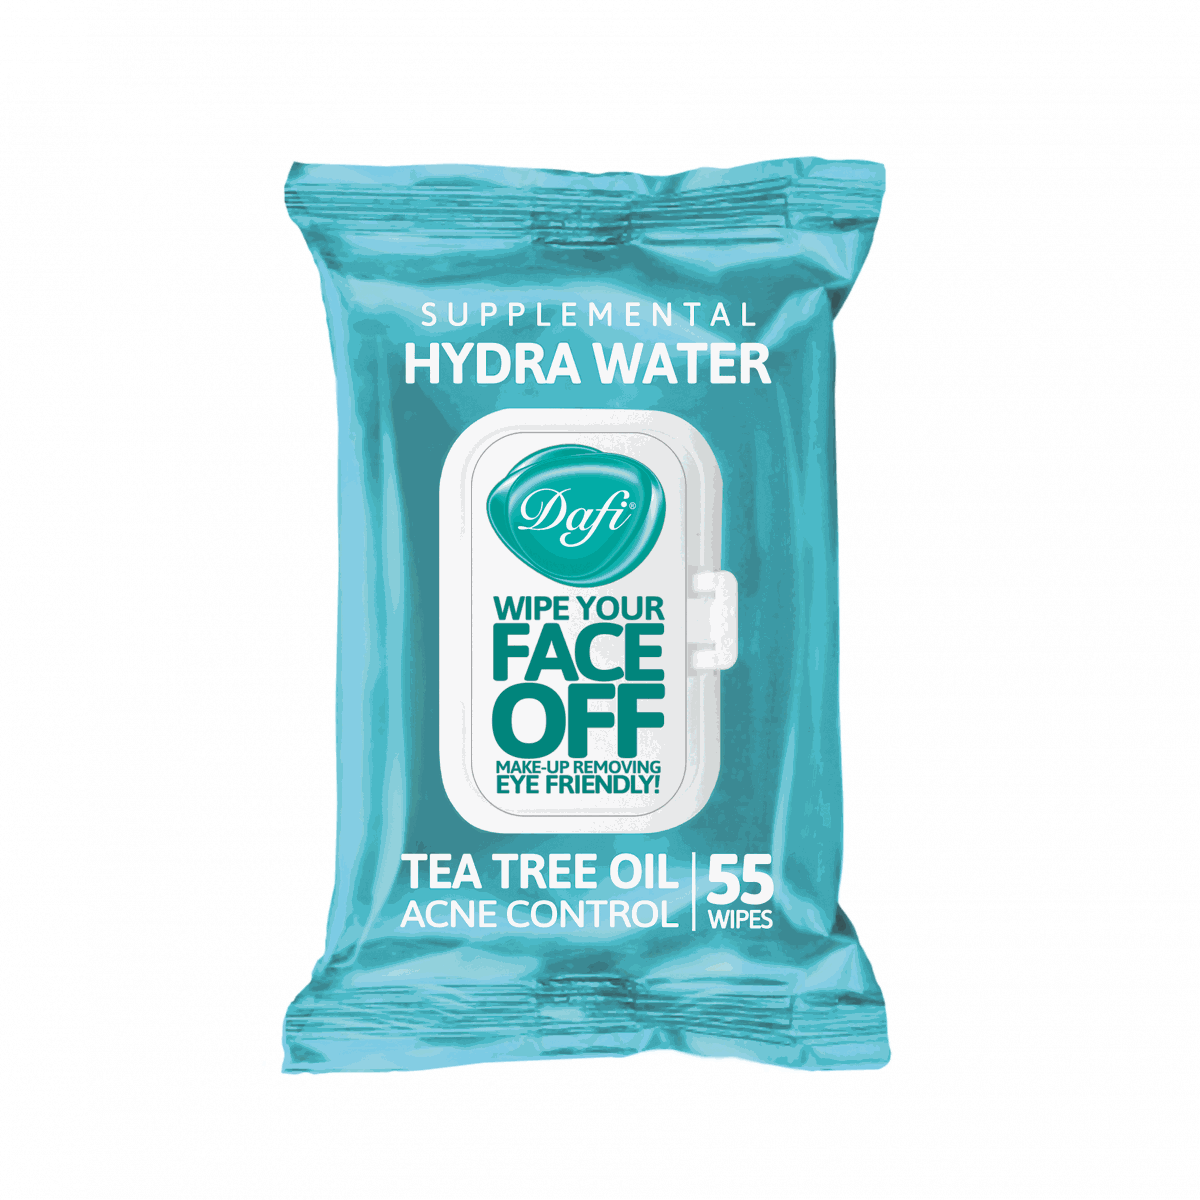 SUPPLEMENTAL
HYDRA WATER
Dafi®
WIPE YOUR
FACE
OFF
MAKE-UP REMOVING
EYE FRIENDLY!
TEA TREE OIL
ACNE CONTROL
55
WIPES